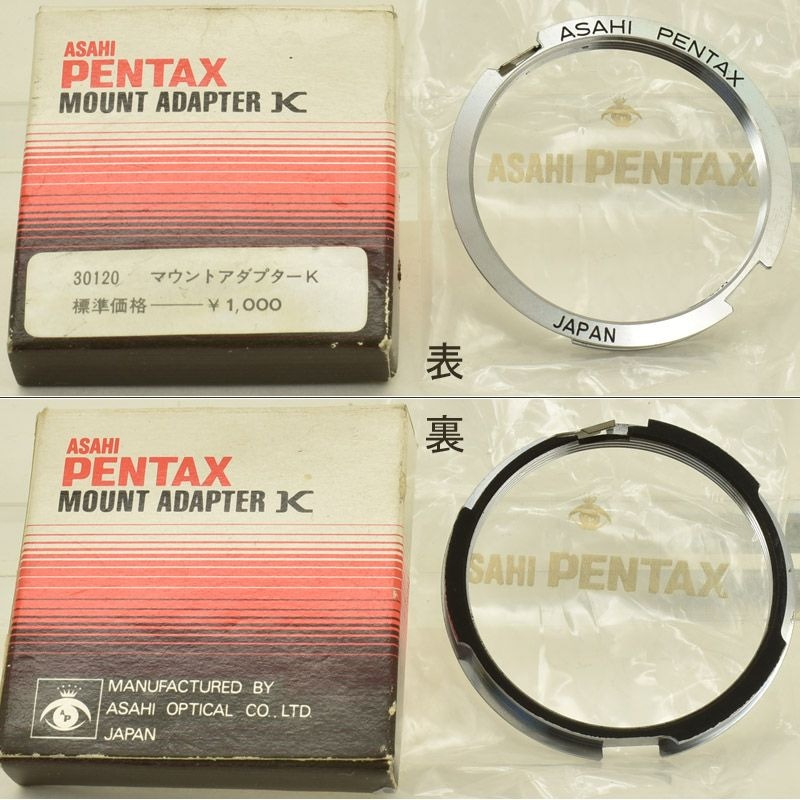 ASAHI
PENTAX
MOUNT ADAPTER K
30120 マウントアダプターK
標準価格——￥1,000
ASAHI PENTAX
ASAHI PENTAX
JAPAN
表
ASAHI
PENTAX
MOUNT ADAPTER K
AP
MANUFACTURED BY
ASAHI OPTICAL CO., LTD.
JAPAN
裏
SAHI PENTAX